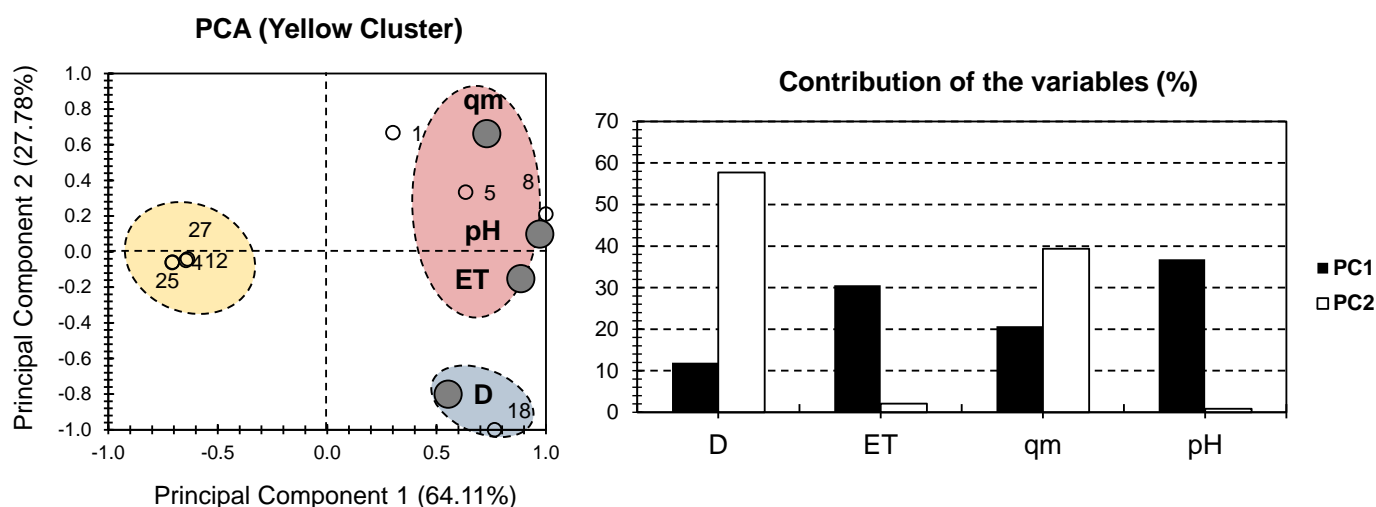 PCA (Yellow Cluster)
Principal Component 2 (27.78%)
1.0
0.8
0.6
0.4
0.2
0.0
-0.2
-0.4
-0.6
-0.8
-1.0
-1.0 -0.5 0.0 0.5 1.0
qm
1
8
5
27
pH
4 12
25
ET
D
18
Principal Component 1 (64.11%)
Contribution of the variables (%)
70
60
50
40
30
20
10
0
D ET qm pH
PC1
PC2